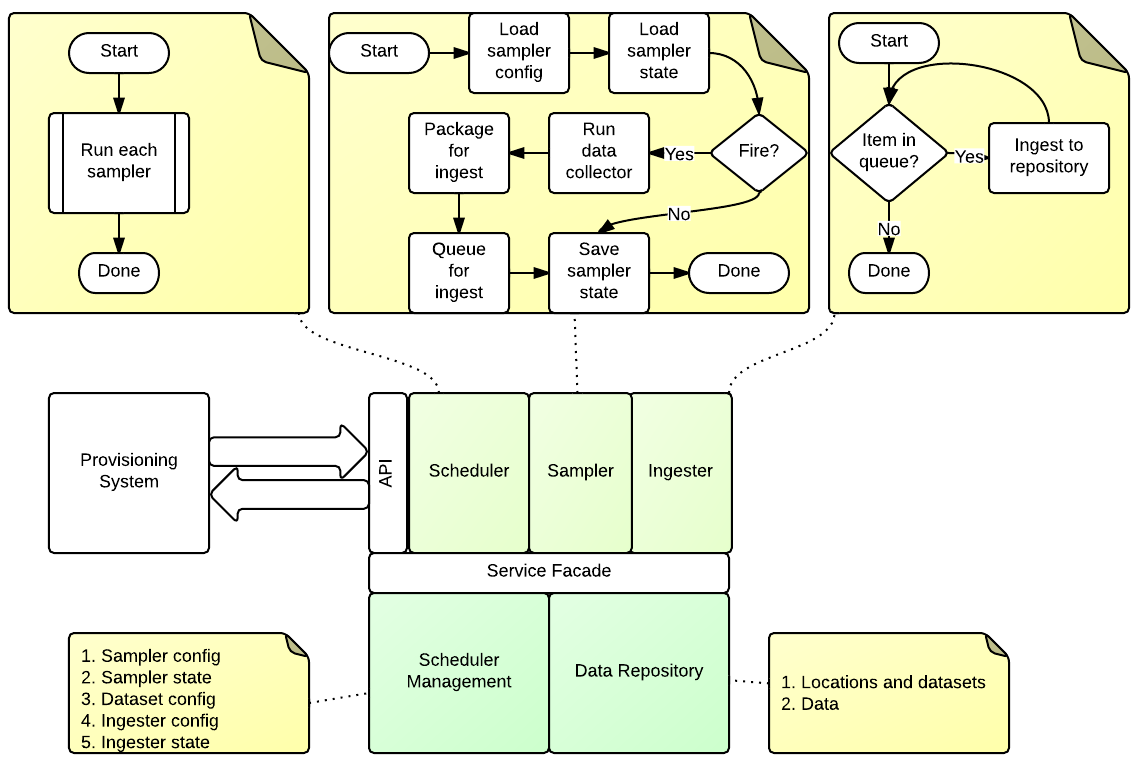 Start
Run each
sampler
Done
Start
Load
sampler
config
Load
sampler
state
Fire?
Yes
Run
data
collector
Package
for
ingest
No
Queue
for
ingest
Save
sampler
state
Done
Start
Item in
queue?
Yes
Ingest to
repository
No
Done
Provisioning
System
API
Scheduler
Sampler
Ingester
Service Facade
Scheduler
Management
Data Repository
1. Sampler config
2. Sampler state
3. Dataset config
4. Ingester config
5. Ingester state
1. Locations and datasets
2. Data